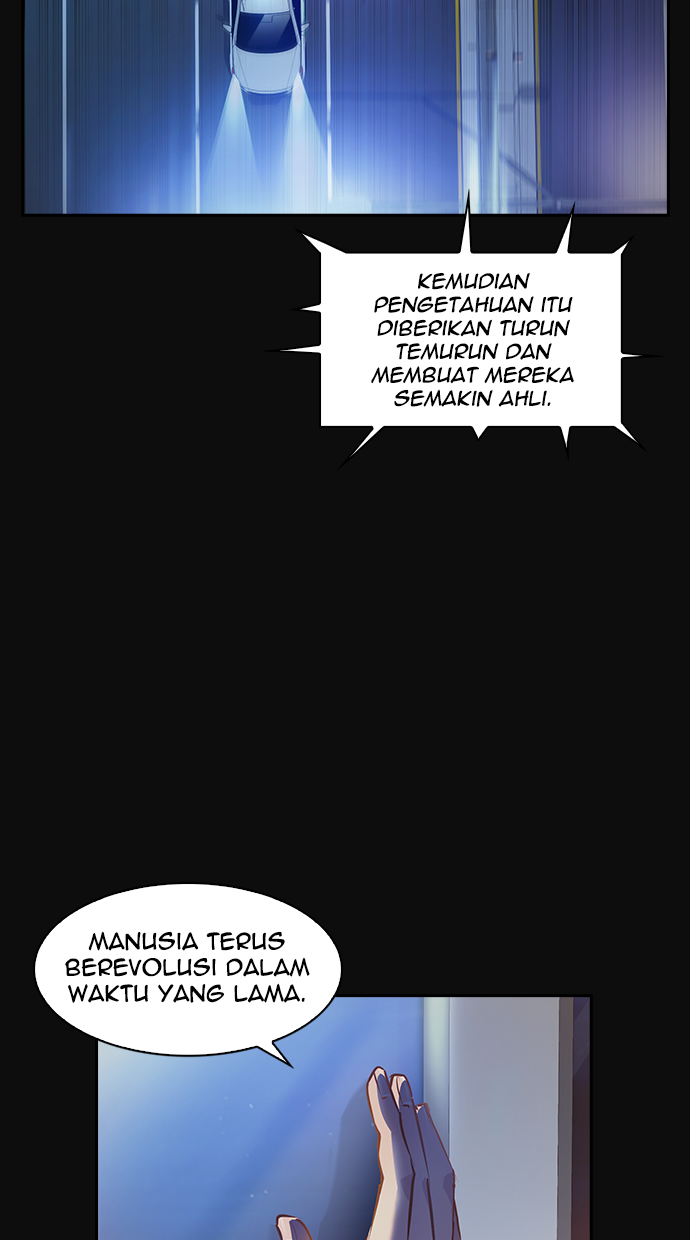 KEMUDIAN
PENGETAHUAN ITU
DIBERIKAN TURUN
TEMURUN DAN
MEMBUAT MEREKA
SEMAKIN AHLI.
MANUSIA TERUS
BEREVOLUSI DALAM
WAKTU YANG LAMA.